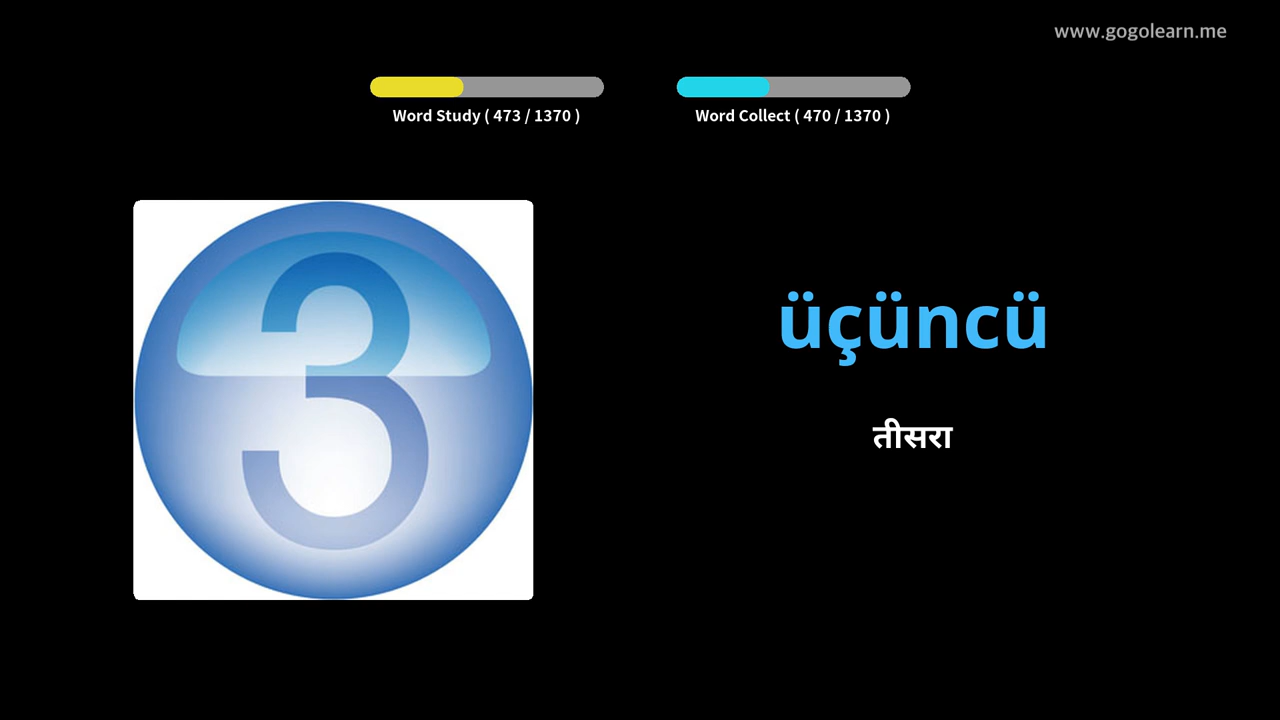 www.gogolearn.me
Word Study ( 473 / 1370 )
Word Collect ( 470 / 1370 )
3
üçüncü
तीसरा